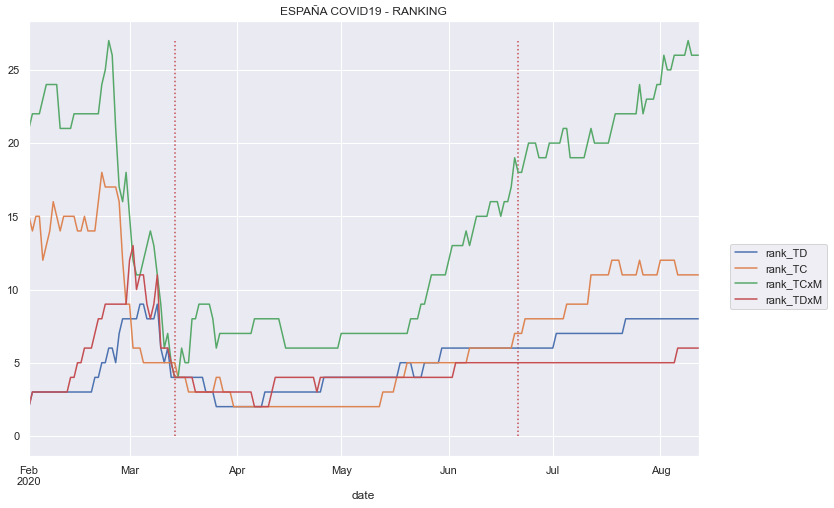 ESPAÑA COVID19 - RANKING
25
20
15
10
5
0
Feb Mar Apr May Jun Jul Aug
2020
date
rank_TD
rank_TC
rank_TCxM
rank_TDxM